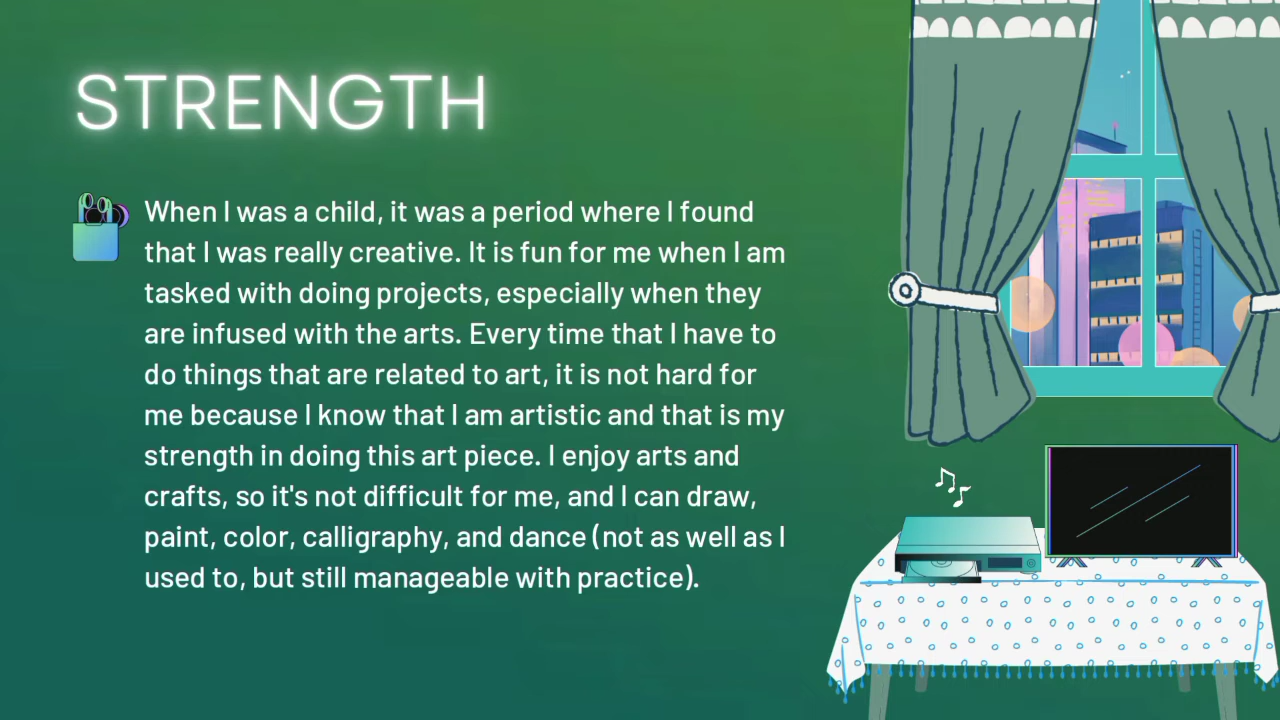 STRENGTH
When I was a child, it was a period where I found
that I was really creative. It is fun for me when I am
tasked with doing projects, especially when they
are infused with the arts. Every time that I have to
do things that are related to art, it is not hard for
me because I know that I am artistic and that is my
strength in doing this art piece. I enjoy arts and
crafts, so it's not difficult for me, and I can draw,
paint, color, calligraphy, and dance (not as well as I
used to, but still manageable with practice).